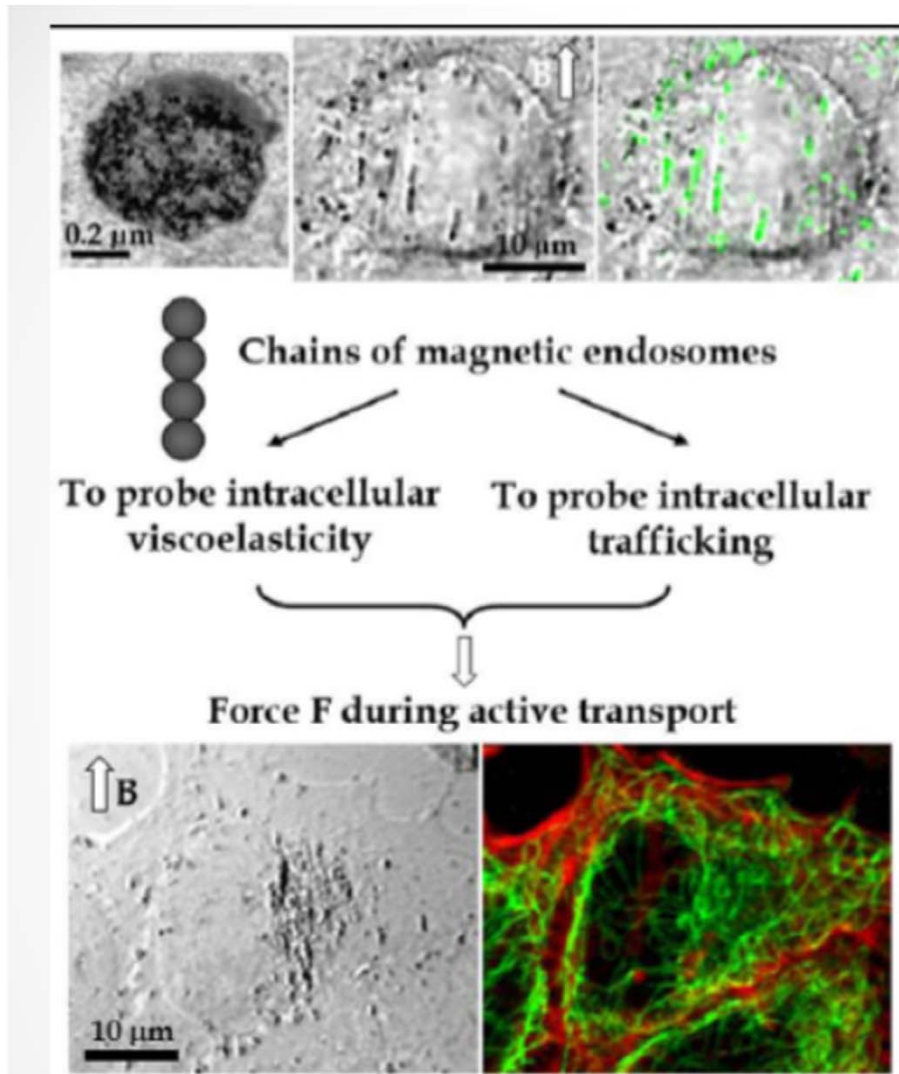 B
0.2 µm
10 µm
Chains of magnetic endosomes
To probe intracellular
viscoelasticity
To probe intracellular
trafficking
Force F during active transport
B
10 µm